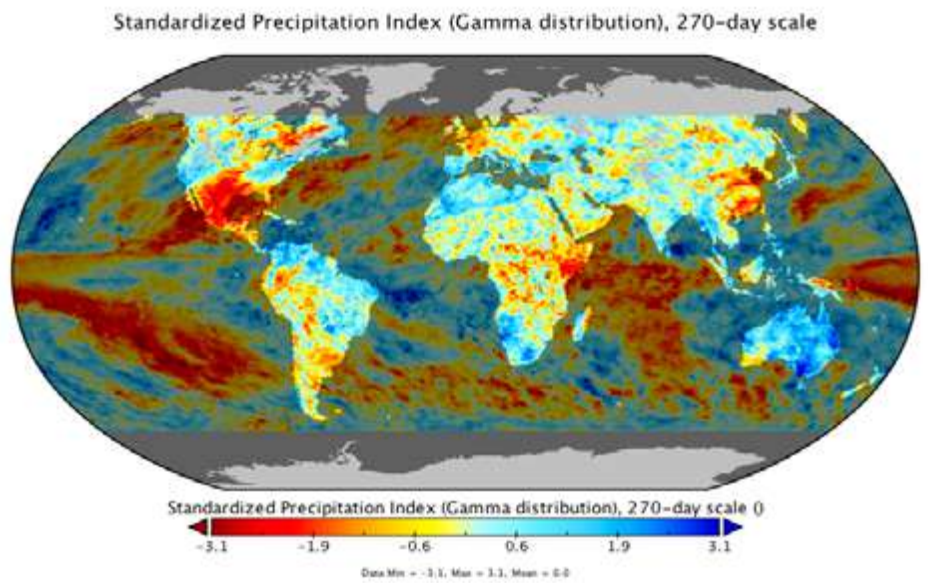 Standardized Precipitation Index (Gamma distribution), 270-day scale
Standardized Precipitation Index (Gamma distribution), 270-day scale ()
-3.1 -1.9 -0.6 0.6 1.9 3.1
Data Min = -3.1, Max = 3.1, Mean = 0.0